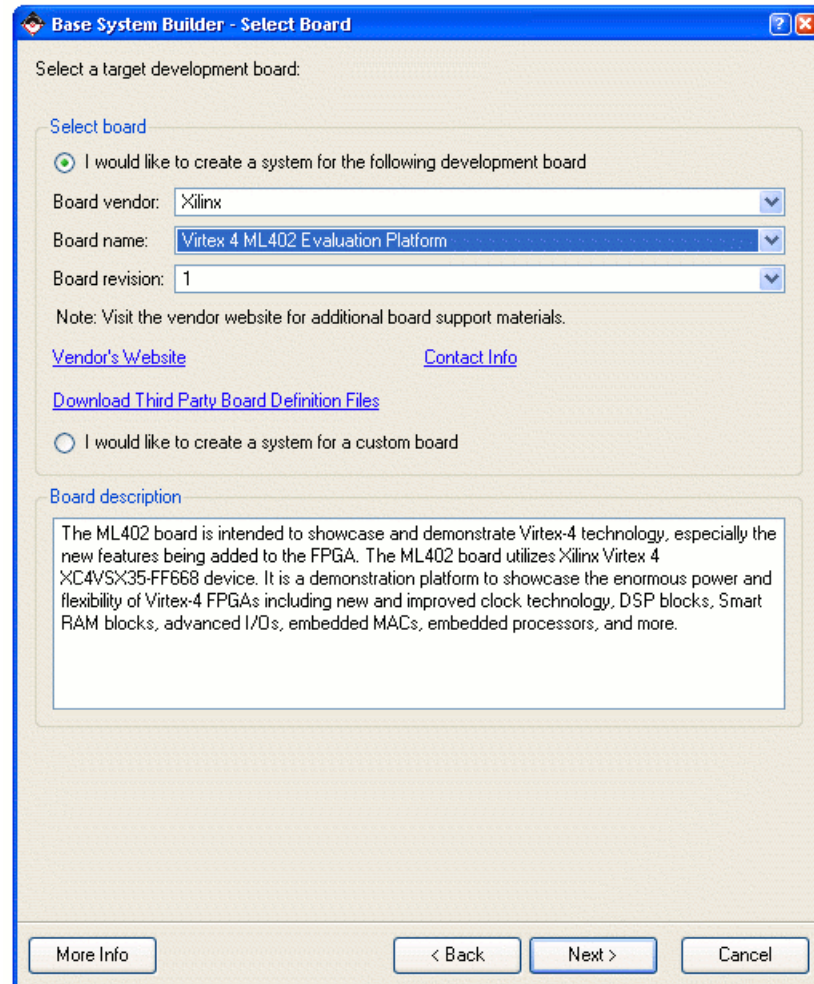 Base System Builder - Select Board
Select a target development board:
Select board
I would like to create a system for the following development board
Board vendor: Xilinx
Board name: Virtex 4 ML402 Evaluation Platform
Board revision: 1
Note: Visit the vendor website for additional board support materials.
Vendor's Website Contact Info
Download Third Party Board Definition Files
I would like to create a system for a custom board
Board description
The ML402 board is intended to showcase and demonstrate Virtex-4 technology, especially the
new features being added to the FPGA. The ML402 board utilizes Xilinx Virtex 4
XC4VSX35-FF668 device. It is a demonstration platform to showcase the enormous power and
flexibility of Virtex-4 FPGAs including new and improved clock technology, DSP blocks, Smart
RAM blocks, advanced I/Os, embedded MACs, embedded processors, and more.
More Info < Back Next > Cancel